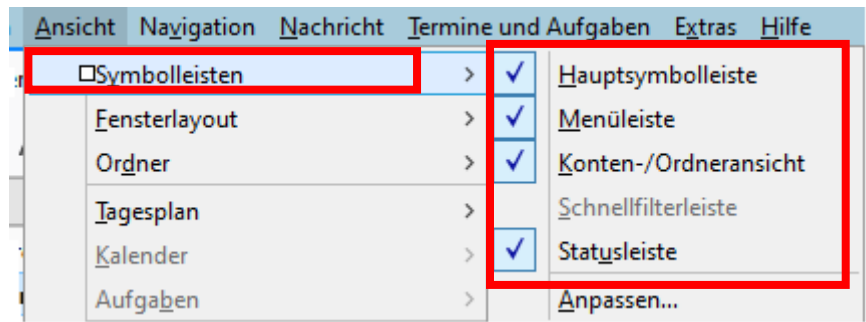 Ansicht Navigation Nachricht Termine und Aufgaben Extras Hilfe
Symbolleisten
Fensterlayout
Ordner
Tagesplan
Kalender
Aufgaben
Hauptsymbolleiste
Menüleiste
Konten-/Ordneransicht
Schnellfilterleiste
Statusleiste
Anpassen...